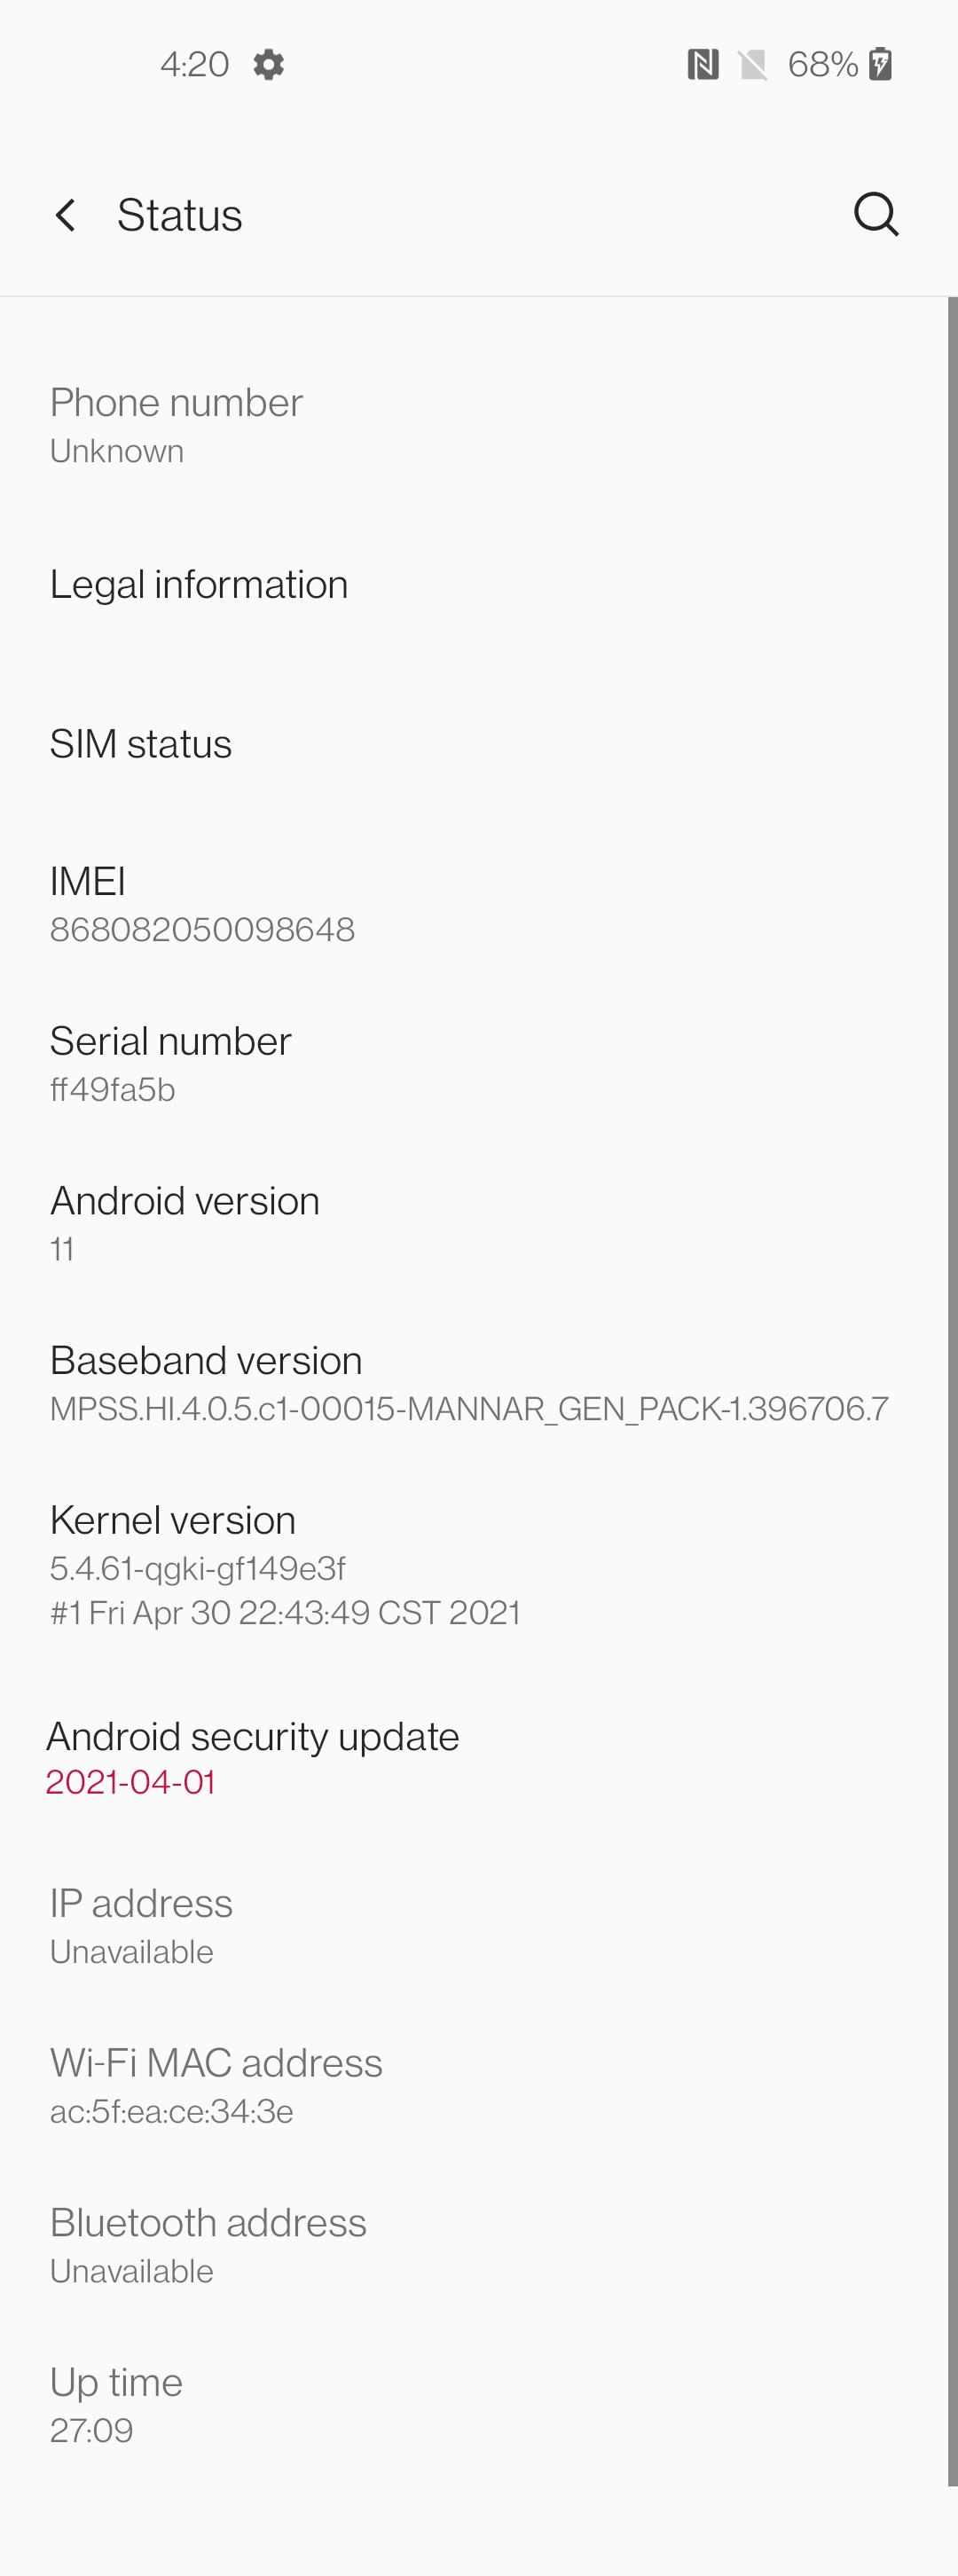 4:20 68%
Status
Phone number
Unknown
Legal information
SIM status
IMEI
868082050098648
Serial number
ff49fa5b
Android version
11
Baseband version
MPSS.HI.4.0.5.c1-00015-MANNAR_GEN_PACK-1.396706.7
Kernel version
5.4.61-qgki-gf149e3f
#1 Fri Apr 30 22:43:49 CST 2021
Android security update
2021-04-01
IP address
Unavailable
Wi-Fi MAC address
ac:5f:ea:ce:34:3e
Bluetooth address
Unavailable
Up time
27:09